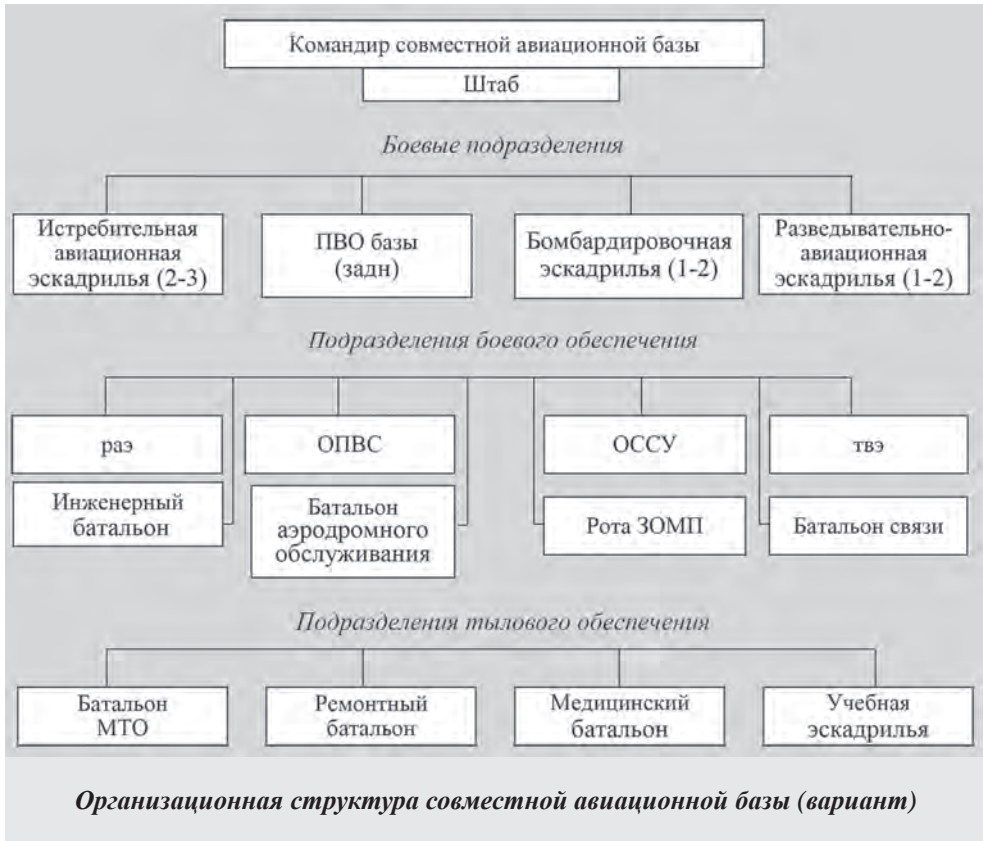 Командир совместной авиационной базы
Штаб
Боевые подразделения
Истребительная
авиационная
эскадрилья (2-3)
ПВО базы
(задн)
Бомбардировочная
эскадрилья (1-2)
Разведывательно-
авиационная
эскадрилья (1-2)
Подразделения боевого обеспечения
раэ
ОПВС
ОССУ
твэ
Инженерный
батальон
Батальон
аэродромного
обслуживания
Рота ЗОМП
Батальон связи
Подразделения тылового обеспечения
Батальон
МТО
Ремонтный
батальон
Медицинский
батальон
Учебная
эскадрилья
Организационная структура совместной авиационной базы (вариант)